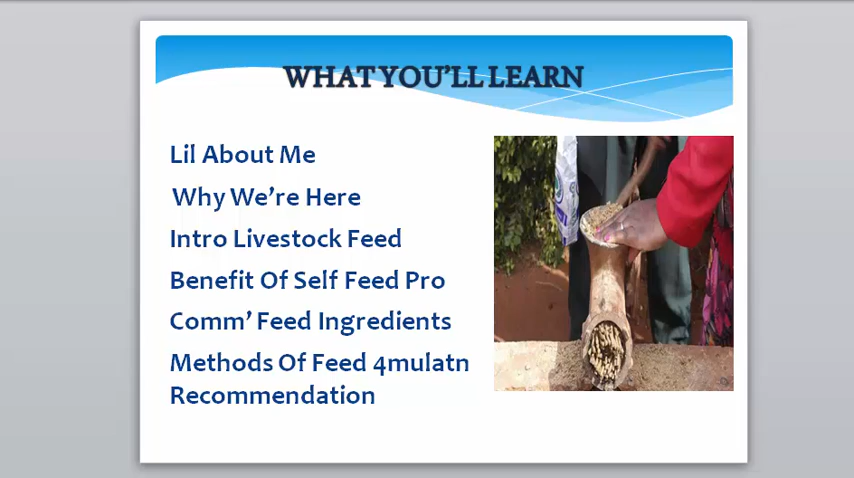 WHAT YOU'LL LEARN
Lil About Me
Why We're Here
Intro Livestock Feed
Benefit Of Self Feed Pro
Comm' Feed Ingredients
Methods Of Feed 4mulatn
Recommendation